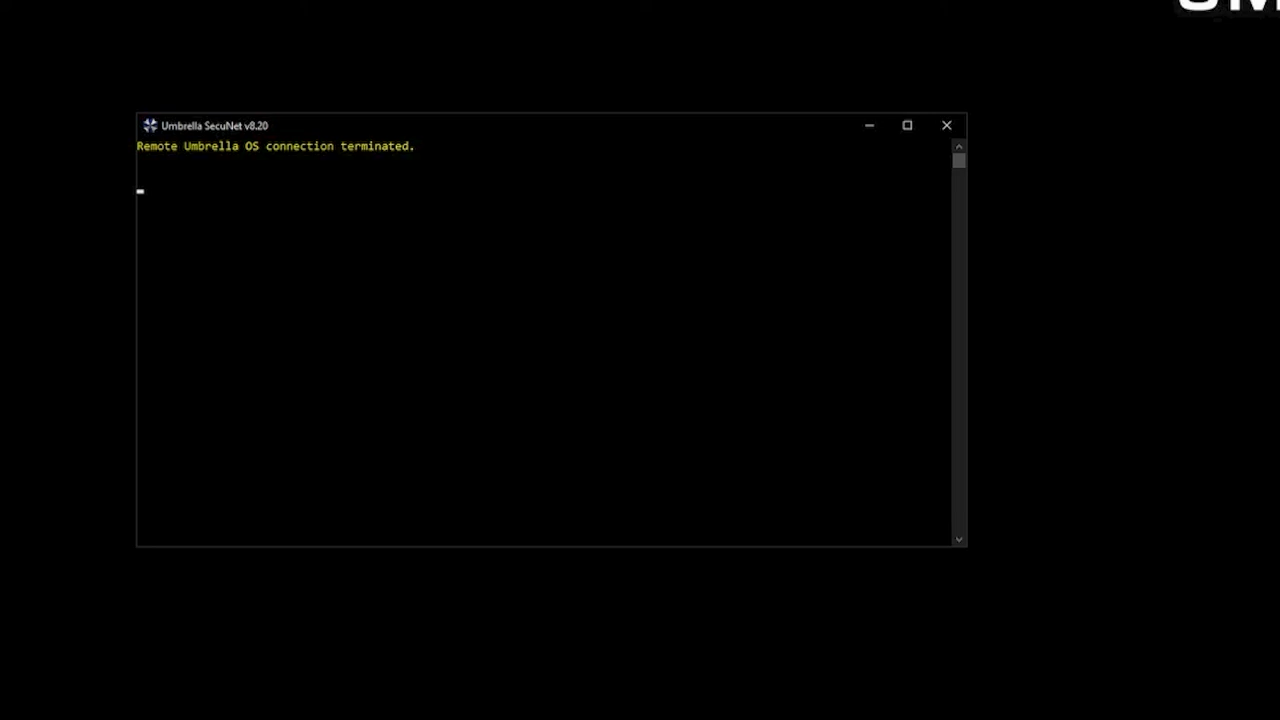 Umbrella SecuNet v8.20
Remote Umbrella OS connection terminated.